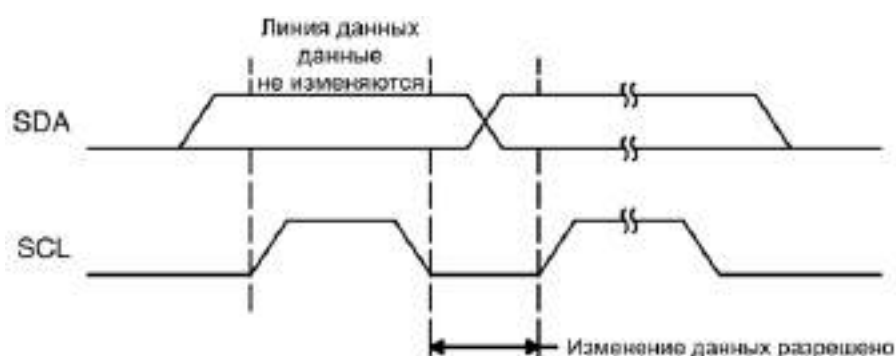 Линия данных
данные
не изменяются
SDA
SCL
Изменение данных разрешено